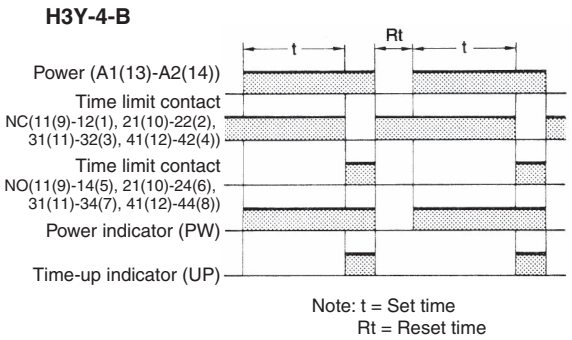 H3Y-4-B
t
Rt
t
Power (A1(13)-A2(14))
Time limit contact
NC(11(9)-12(1), 21(10)-22(2),
31(11)-32(3), 41(12)-42(4))
Time limit contact
NO(11(9)-14(5), 21(10)-24(6),
31(11)-34(7), 41(12)-44(8))
Power indicator (PW)
Time-up indicator (UP)
Note: t = Set time
Rt = Reset time